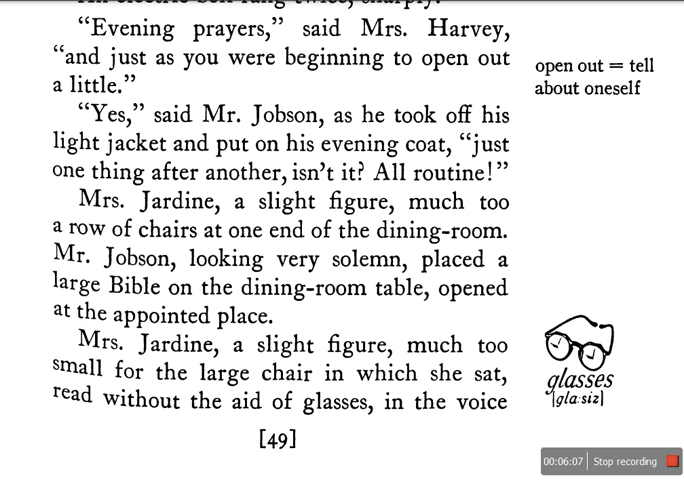 “Evening prayers,” said Mrs. Harvey,
“and just as you were beginning to open out
a little.”
“Yes,” said Mr. Jobson, as he took off his
light jacket and put on his evening coat, “just
one thing after another, isn’t it? All routine!”
Mrs. Jardine, a slight figure, much too
a row of chairs at one end of the dining-room.
Mr. Jobson, looking very solemn, placed a
large Bible on the dining-room table, opened
at the appointed place.
Mrs. Jardine, a slight figure, much too
small for the large chair in which she sat,
read without the aid of glasses, in the voice
[49]
open out = tell
about oneself
glasses
|gla·siz|
00:06:07 Stop recording